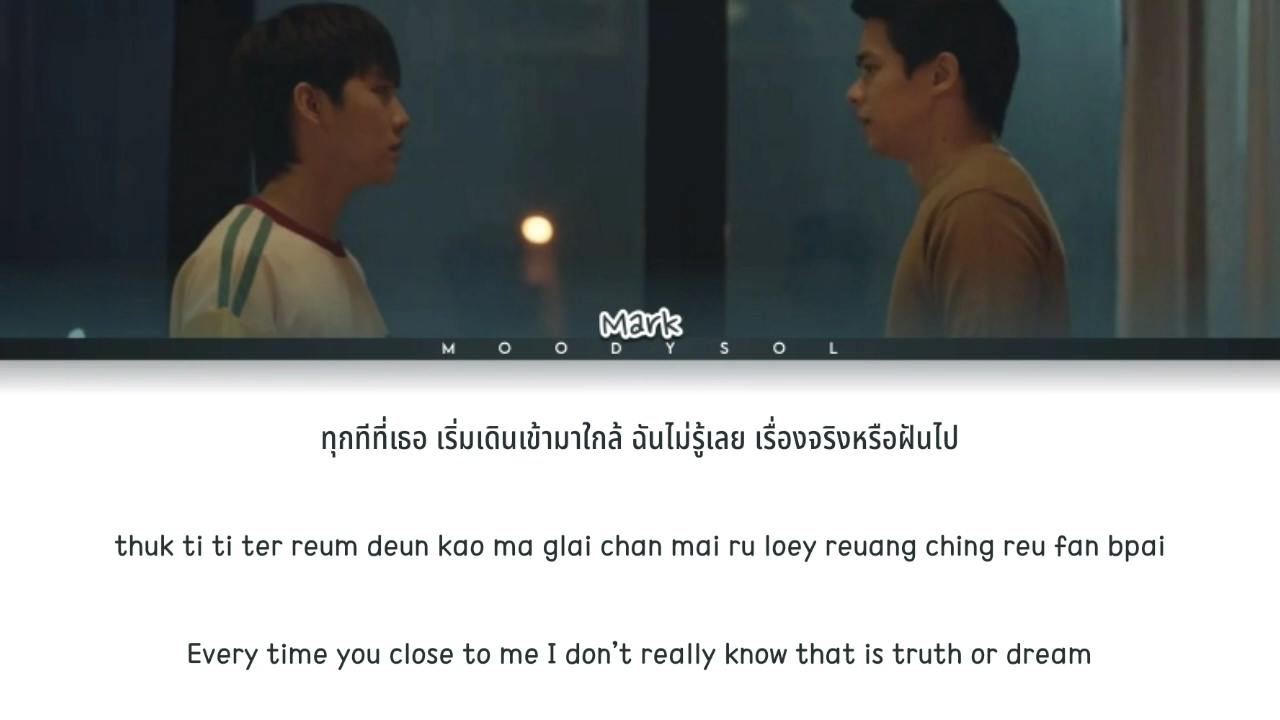 Mark
MOODYSOL
ทุกทีที่เธอ เริ่มเดินเข้ามาใกล้ ฉันไม่รู้เลย เรื่องจริงหรือฝันไป
thuk ti ti ter reum deun kao ma glai chan mai ru loey reuang ching reu fan bpai
Every time you close to me I don’t really know that is truth or dream